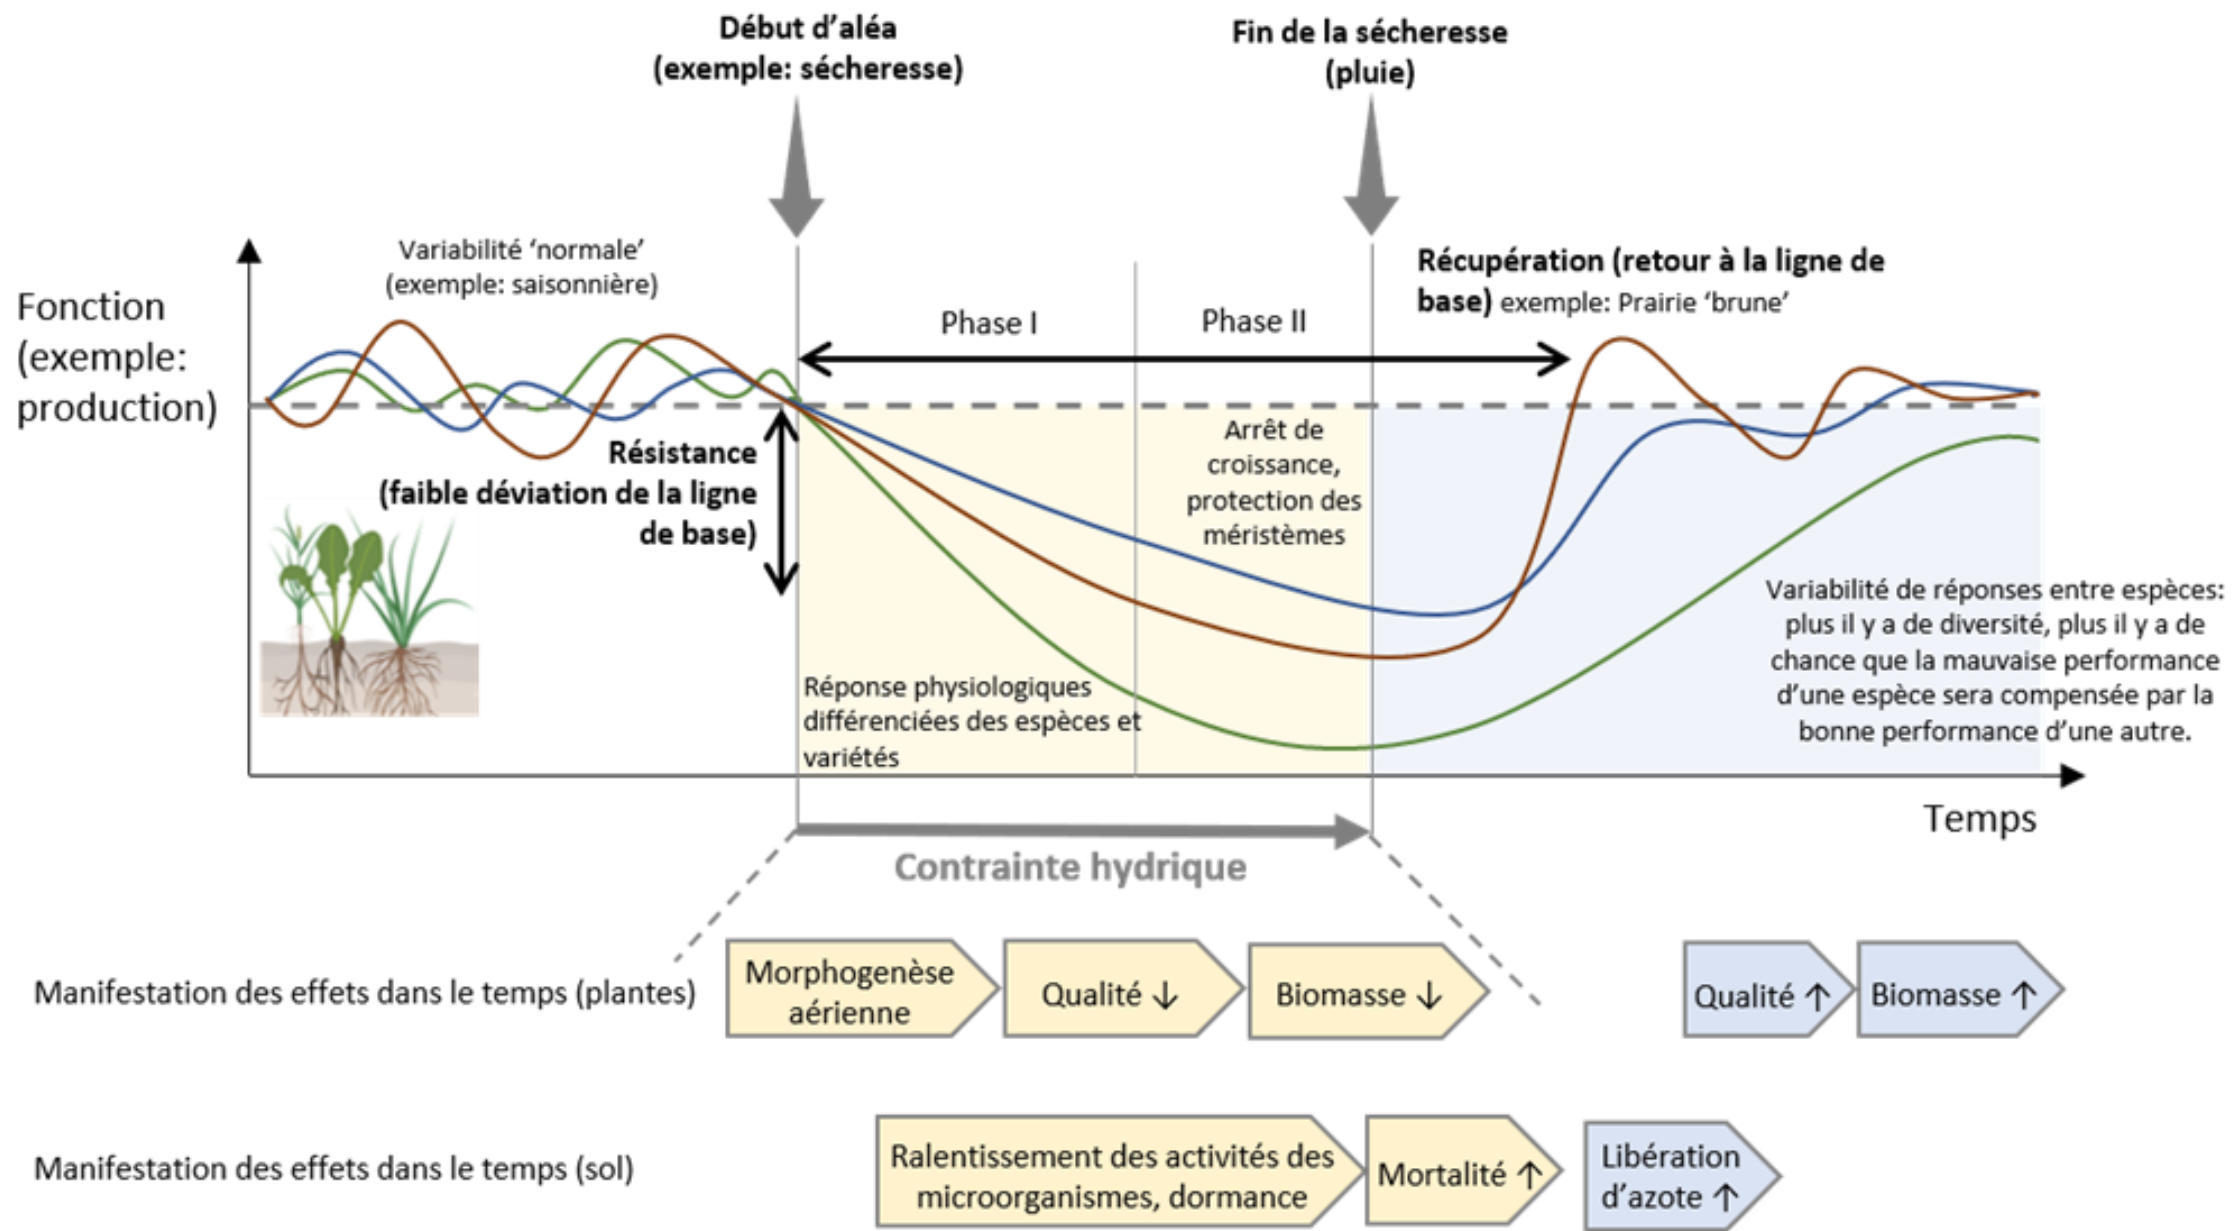 Début d’aléa
(exemple: sécheresse)
Fin de la sécheresse
(pluie)
Variabilité ‘normale’
(exemple: saisonnière)
Récupération (retour à la ligne de
base) exemple: Prairie ‘brune’
Fonction
(exemple:
production)
Phase I
Phase II
Résistance
(faible déviation de la ligne
de base)
Arrêt de
croissance,
protection des
méristèmes
Réponse physiologiques
différenciées des espèces et
variétés
Variabilité de réponses entre espèces:
plus il y a de diversité, plus il y a de
chance que la mauvaise performance
d’une espèce sera compensée par la
bonne performance d’une autre.
Temps
Contrainte hydrique
Manifestation des effets dans le temps (plantes)
Morphogenèse
aérienne
Qualité ↓
Biomasse ↓
Qualité ↑
Biomasse ↑
Manifestation des effets dans le temps (sol)
Ralentissement des activités des
microorganismes, dormance
Mortalité ↑
Libération
d’azote ↑